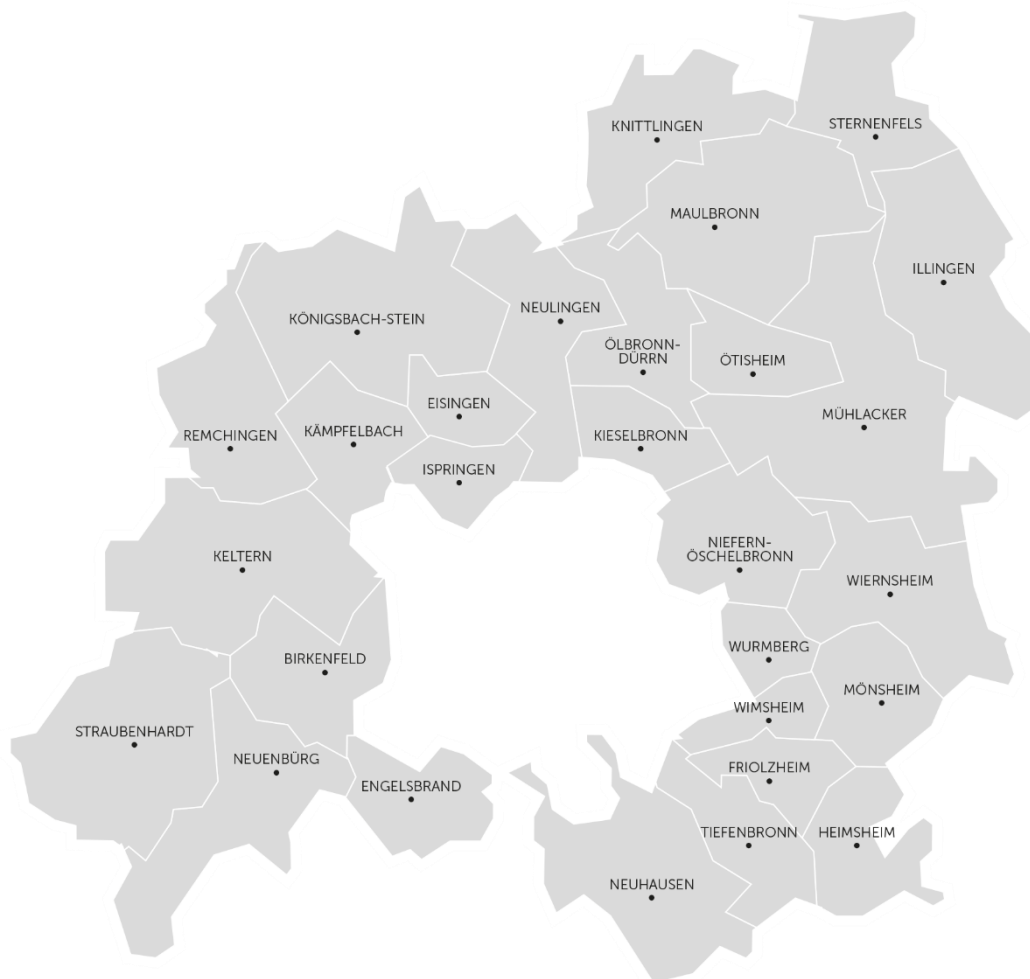 KNITTLINGEN
STERNENFELS
MAULBRONN
ILLINGEN
NEULINGEN
KÖNIGSBACH-STEIN
ÖLBRONN-
DÜRRN
ÖTISHEIM
EISINGEN
MÜHLACKER
KÄMPFELBACH
REMCHINGEN
KIESELBRONN
ISPRINGEN
NIEFERN-
ÖSCHELBRONN
KELTERN
WIERNSHEIM
WURMBERG
BIRKENFELD
MÖNSHEIM
WIMSHEIM
STRAUBENHARDT
NEUENBÜRG
FRIOLZHEIM
ENGELSBRAND
TIEFENBRONN
HEIMSHEIM
NEUHAUSEN